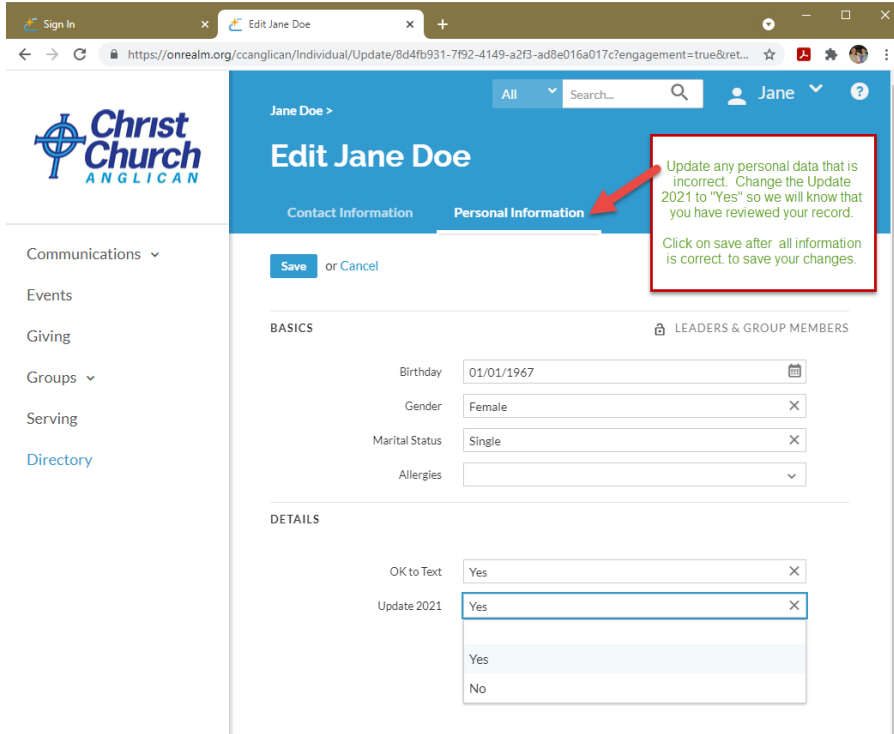 Sign In
Edit Jane Doe
https://onrealm.org/ccanglican/Individual/Update/8d4fb931-7f92-4149-a2f3-ad8e016a017c?engagement=true&ret...
Christ
Church
ANGLICAN
Communications
Events
Giving
Groups
Serving
Directory
All
Search...
Jane
?
Jane Doe >
Edit Jane Doe
Contact Information
Personal Information
Update any personal data that is
incorrect. Change the Update
2021 to "Yes" so we will know that
you have reviewed your record.
Click on save after all information
is correct. to save your changes.
Save or Cancel
BASICS
LEADERS & GROUP MEMBERS
Birthday 01/01/1967
Gender Female
Marital Status Single
Allergies
DETAILS
OK to Text Yes
Update 2021 Yes
Yes
No